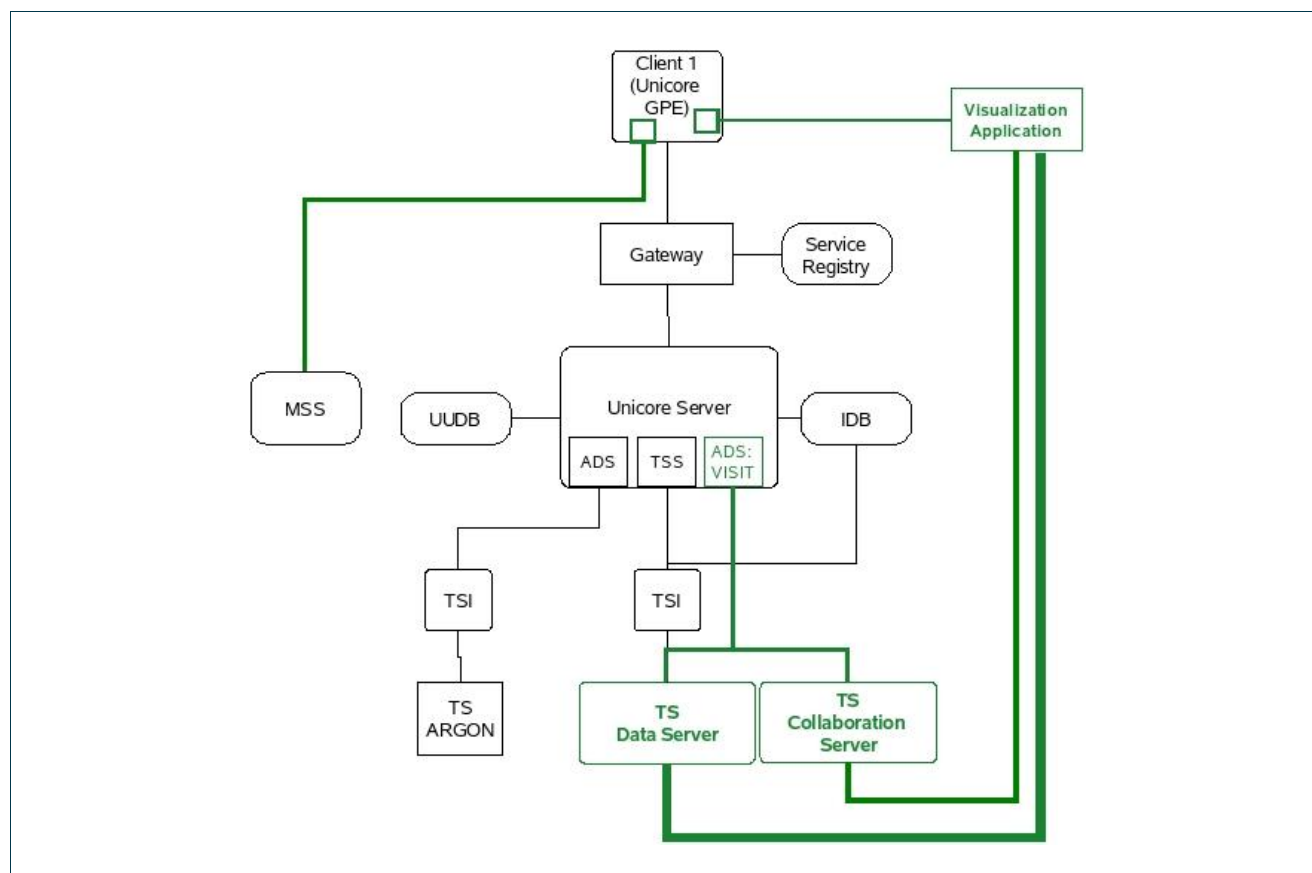 Client 1
(Unicore
GPE)
Visualization
Application
Gateway
Service
Registry
MSS
UUDB
Unicore Server
IDB
ADS
TSS
ADS:
VISIT
TSI
TSI
TS
ARGON
TS
Data Server
TS
Collaboration
Server